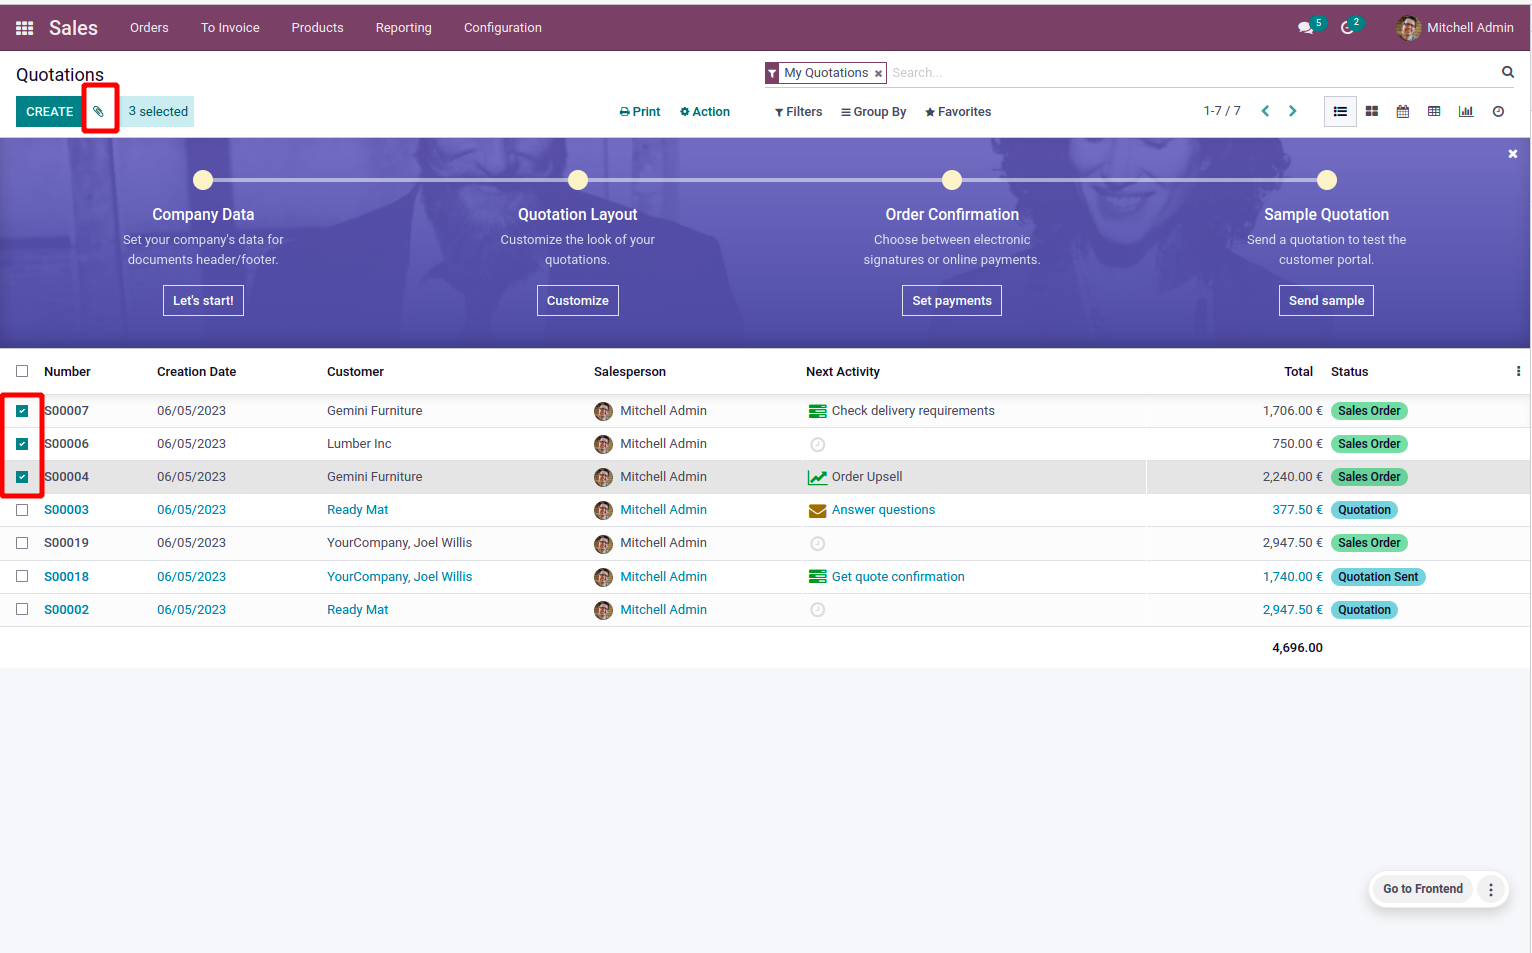 Sales Orders To Invoice Products Reporting Configuration 5 2 Mitchell Admin
Quotations My Quotations × Search...
CREATE 3 selected Print Action Filters Group By Favorites 1-7 / 7
Company Data Quotation Layout Order Confirmation Sample Quotation
Set your company's data for Customize the look of your Choose between electronic Send a quotation to test the
documents header/footer. quotations. signatures or online payments. customer portal.
Let's start! Customize Set payments Send sample
Number Creation Date Customer Salesperson Next Activity Total Status
S00007 06/05/2023 Gemini Furniture Mitchell Admin Check delivery requirements 1,706.00 € Sales Order
S00006 06/05/2023 Lumber Inc Mitchell Admin 750.00 € Sales Order
S00004 06/05/2023 Gemini Furniture Mitchell Admin Order Upsell 2,240.00 € Sales Order
S00003 06/05/2023 Ready Mat Mitchell Admin Answer questions 377.50 € Quotation
S00019 06/05/2023 YourCompany, Joel Willis Mitchell Admin 2,947.50 € Sales Order
S00018 06/05/2023 YourCompany, Joel Willis Mitchell Admin Get quote confirmation 1,740.00 € Quotation Sent
S00002 06/05/2023 Ready Mat Mitchell Admin 2,947.50 € Quotation
4,696.00
Go to Frontend